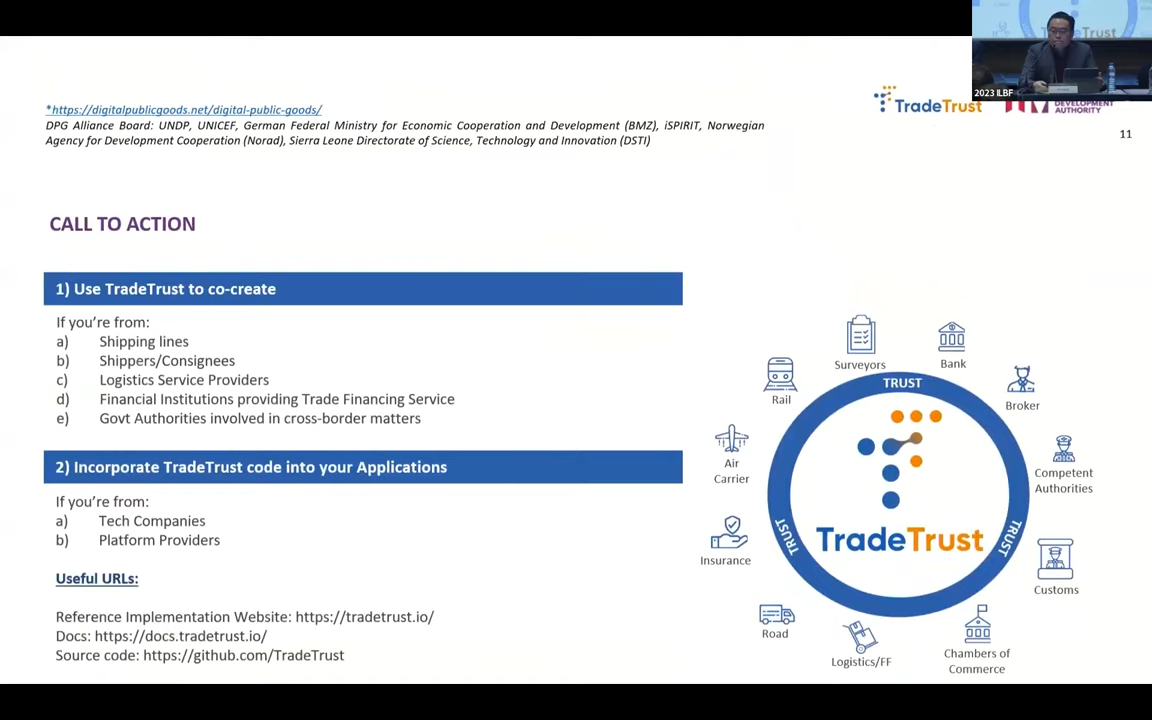 *https://digitalpublicgoods.net/digital-public-goods/
DPG Alliance Board: UNDP, UNICEF, German Federal Ministry for Economic Cooperation and Development (BMZ), iSPIRIT, Norwegian
Agency for Development Cooperation (Norad), Sierra Leone Directorate of Science, Technology and Innovation (DSTI)
2023 ILBF
TradeTrust
DEVELOPMENT
AUTHORITY
11
CALL TO ACTION
1) Use TradeTrust to co-create
If you’re from:
a) Shipping lines
b) Shippers/Consignees
c) Logistics Service Providers
d) Financial Institutions providing Trade Financing Service
e) Govt Authorities involved in cross-border matters
2) Incorporate TradeTrust code into your Applications
If you’re from:
a) Tech Companies
b) Platform Providers
Useful URLs:
Reference Implementation Website: https://tradetrust.io/
Docs: https://docs.tradetrust.io/
Source code: https://github.com/TradeTrust
Surveyors
Bank
Rail
TRUST
Broker
Air
Carrier
Competent
Authorities
TradeTrust
TRUST
TRUST
Insurance
Customs
Road
Logistics/FF
Chambers of
Commerce